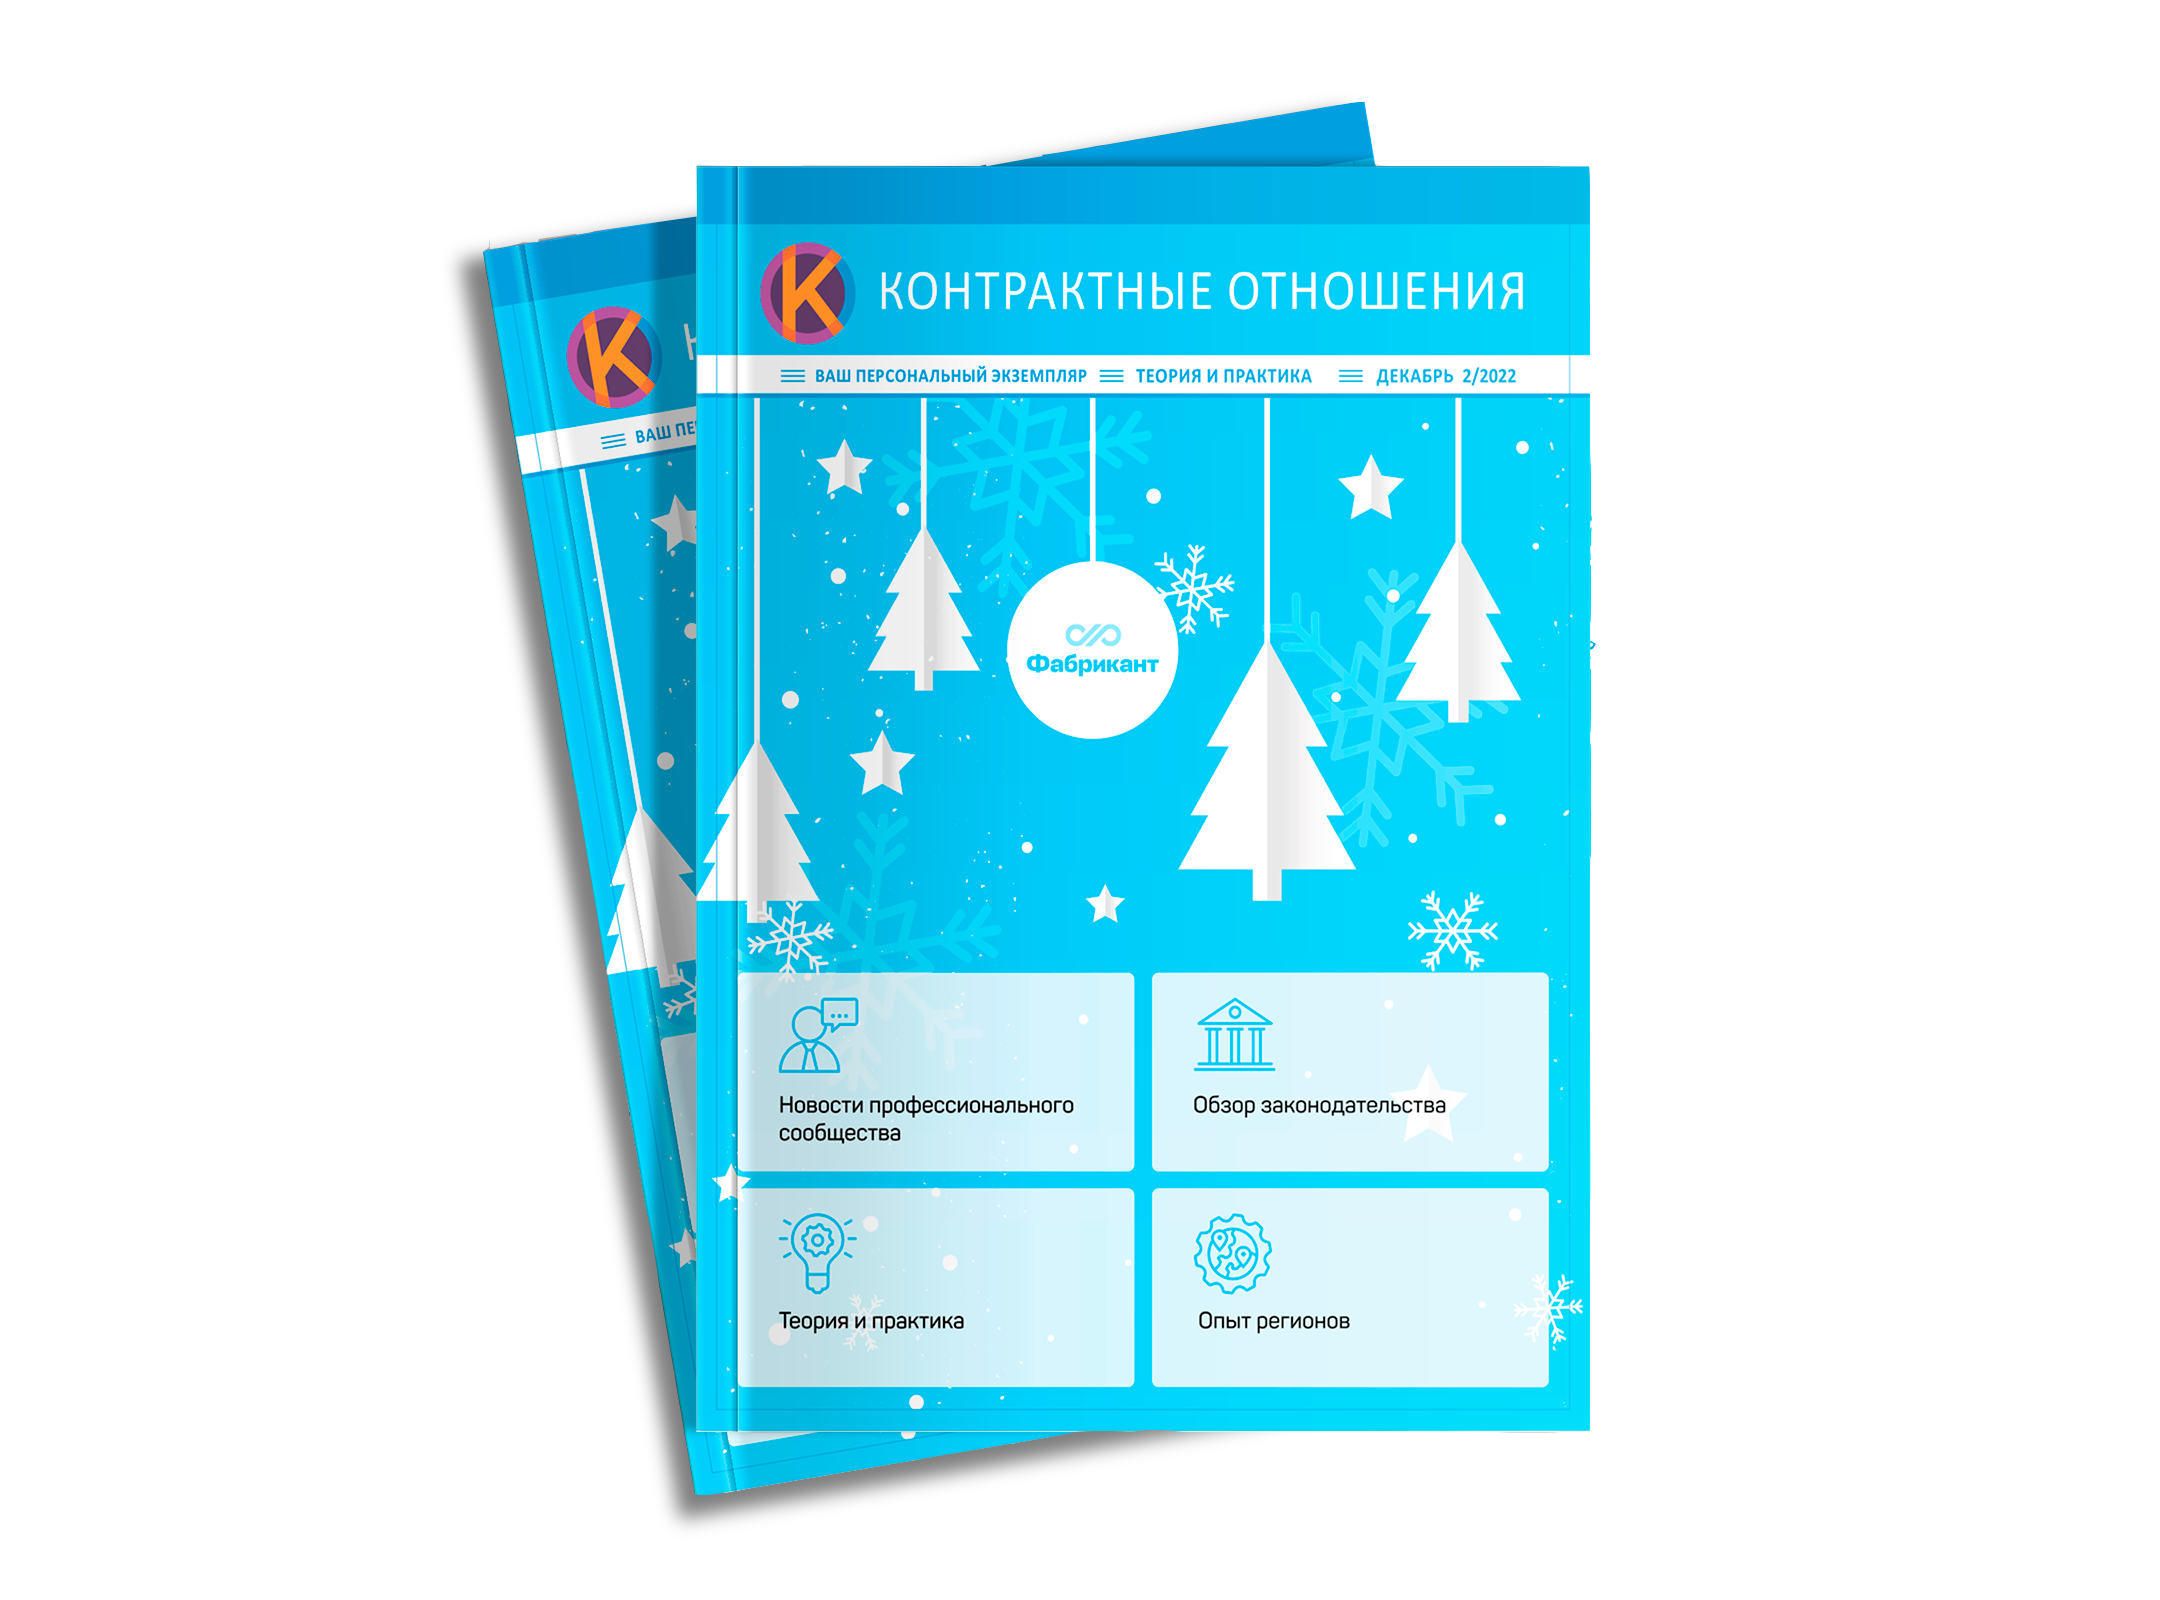 К КОНТРАКТНЫЕ ОТНОШЕНИЯ
ВАШ ПЕРСОНАЛЬНЫЙ ЭКЗЕМПЛЯР ТЕОРИЯ И ПРАКТИКА ДЕКАБРЬ 2/2022
Фабрикант
Новости профессионального
сообщества
Обзор законодательства
Теория и практика
Опыт регионов
К
ВАШ ПЕ